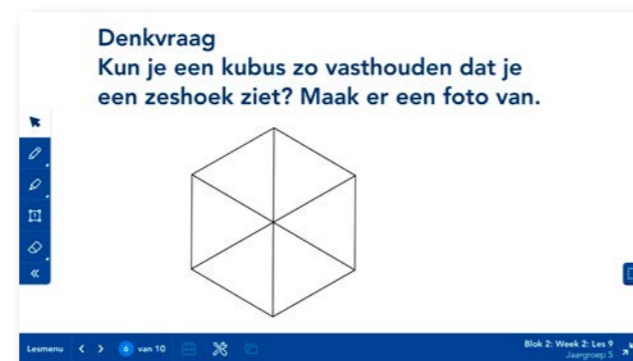 Denkvraag
Kun je een kubus zo vasthouden dat je
een zeshoek ziet? Maak er een foto van.
Lesmenu
6 van 10
Blok 2: Week 2: Les 9
Jaargroep 5